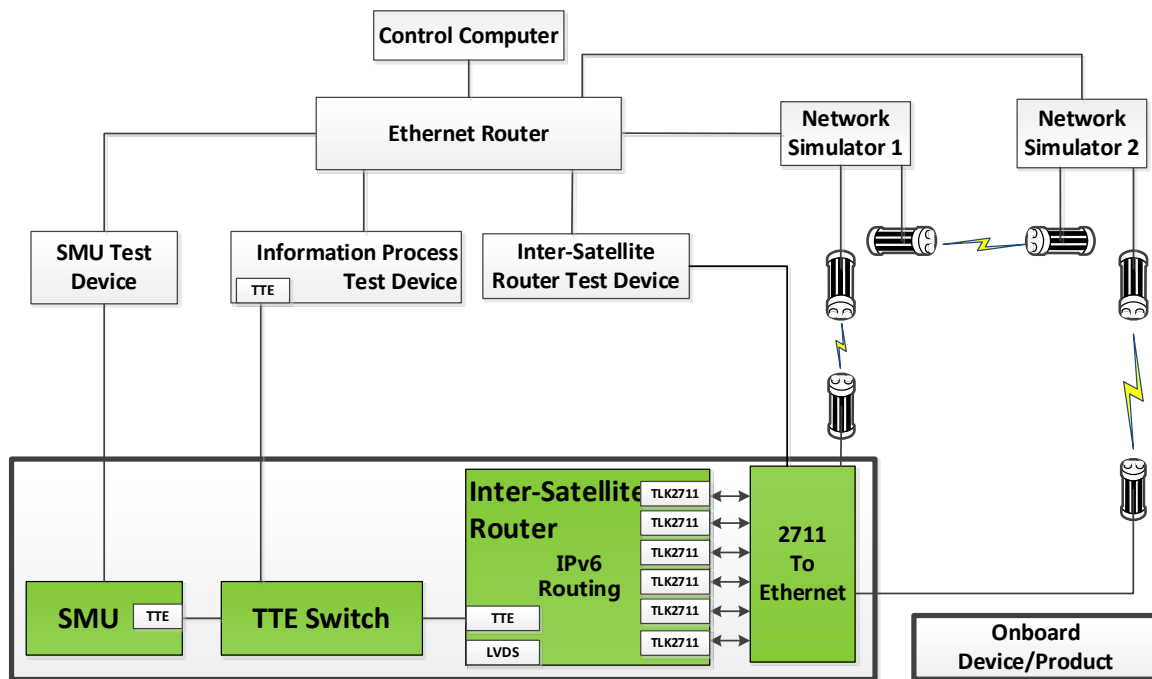 Control Computer
Ethernet Router
Network
Simulator 1
Network
Simulator 2
SMU Test
Device
Information Process
Test Device
TTE
Inter-Satellite
Router Test Device
Inter-Satellite
Router
IPv6
Routing
TLK2711
TLK2711
TLK2711
TLK2711
TLK2711
TLK2711
TTE
LVDS
2711
To
Ethernet
SMU
TTE
TTE Switch
Onboard
Device/Product